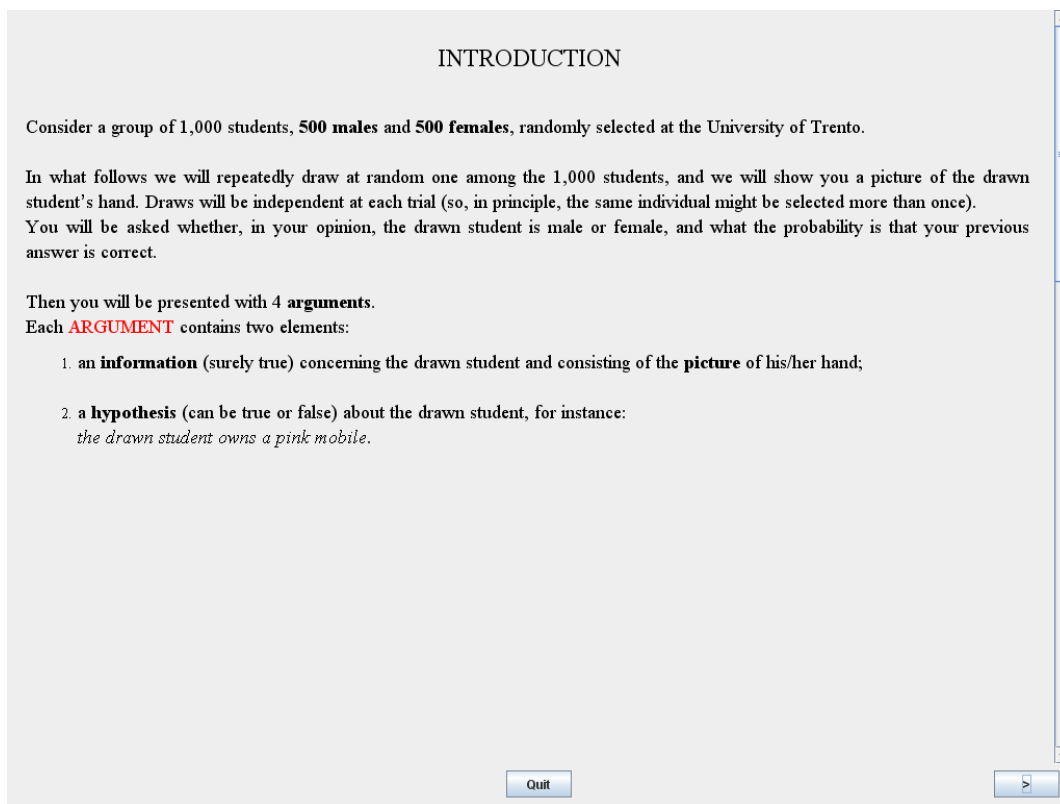 INTRODUCTION
Consider a group of 1,000 students, 500 males and 500 females, randomly selected at the University of Trento.
In what follows we will repeatedly draw at random one among the 1,000 students, and we will show you a picture of the drawn
student's hand. Draws will be independent at each trial (so, in principle, the same individual might be selected more than once).
You will be asked whether, in your opinion, the drawn student is male or female, and what the probability is that your previous
answer is correct.
Then you will be presented with 4 arguments.
Each ARGUMENT contains two elements:
1. an information (surely true) concerning the drawn student and consisting of the picture of his/her hand;
2. a hypothesis (can be true or false) about the drawn student, for instance:
the drawn student owns a pink mobile.
Quit
>